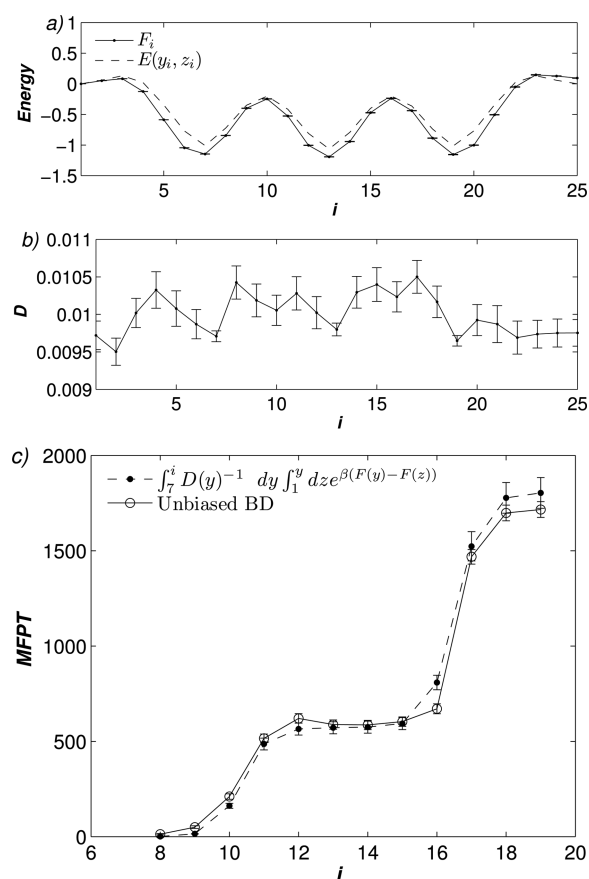 a)
1
0.5
0
−0.5
−1
−1.5
Energy
F_i
E(y_i, z_i)
5 10 15 20 25
i
b)
0.011
0.0105
0.01
0.0095
0.009
D
5 10 15 20 25
i
c)
2000
1500
1000
500
0
MFPT
∫_7^i D(y)^{−1} dy ∫_1^y dze^{β(F(y)−F(z))}
Unbiased BD
6 8 10 12 14 16 18 20
i